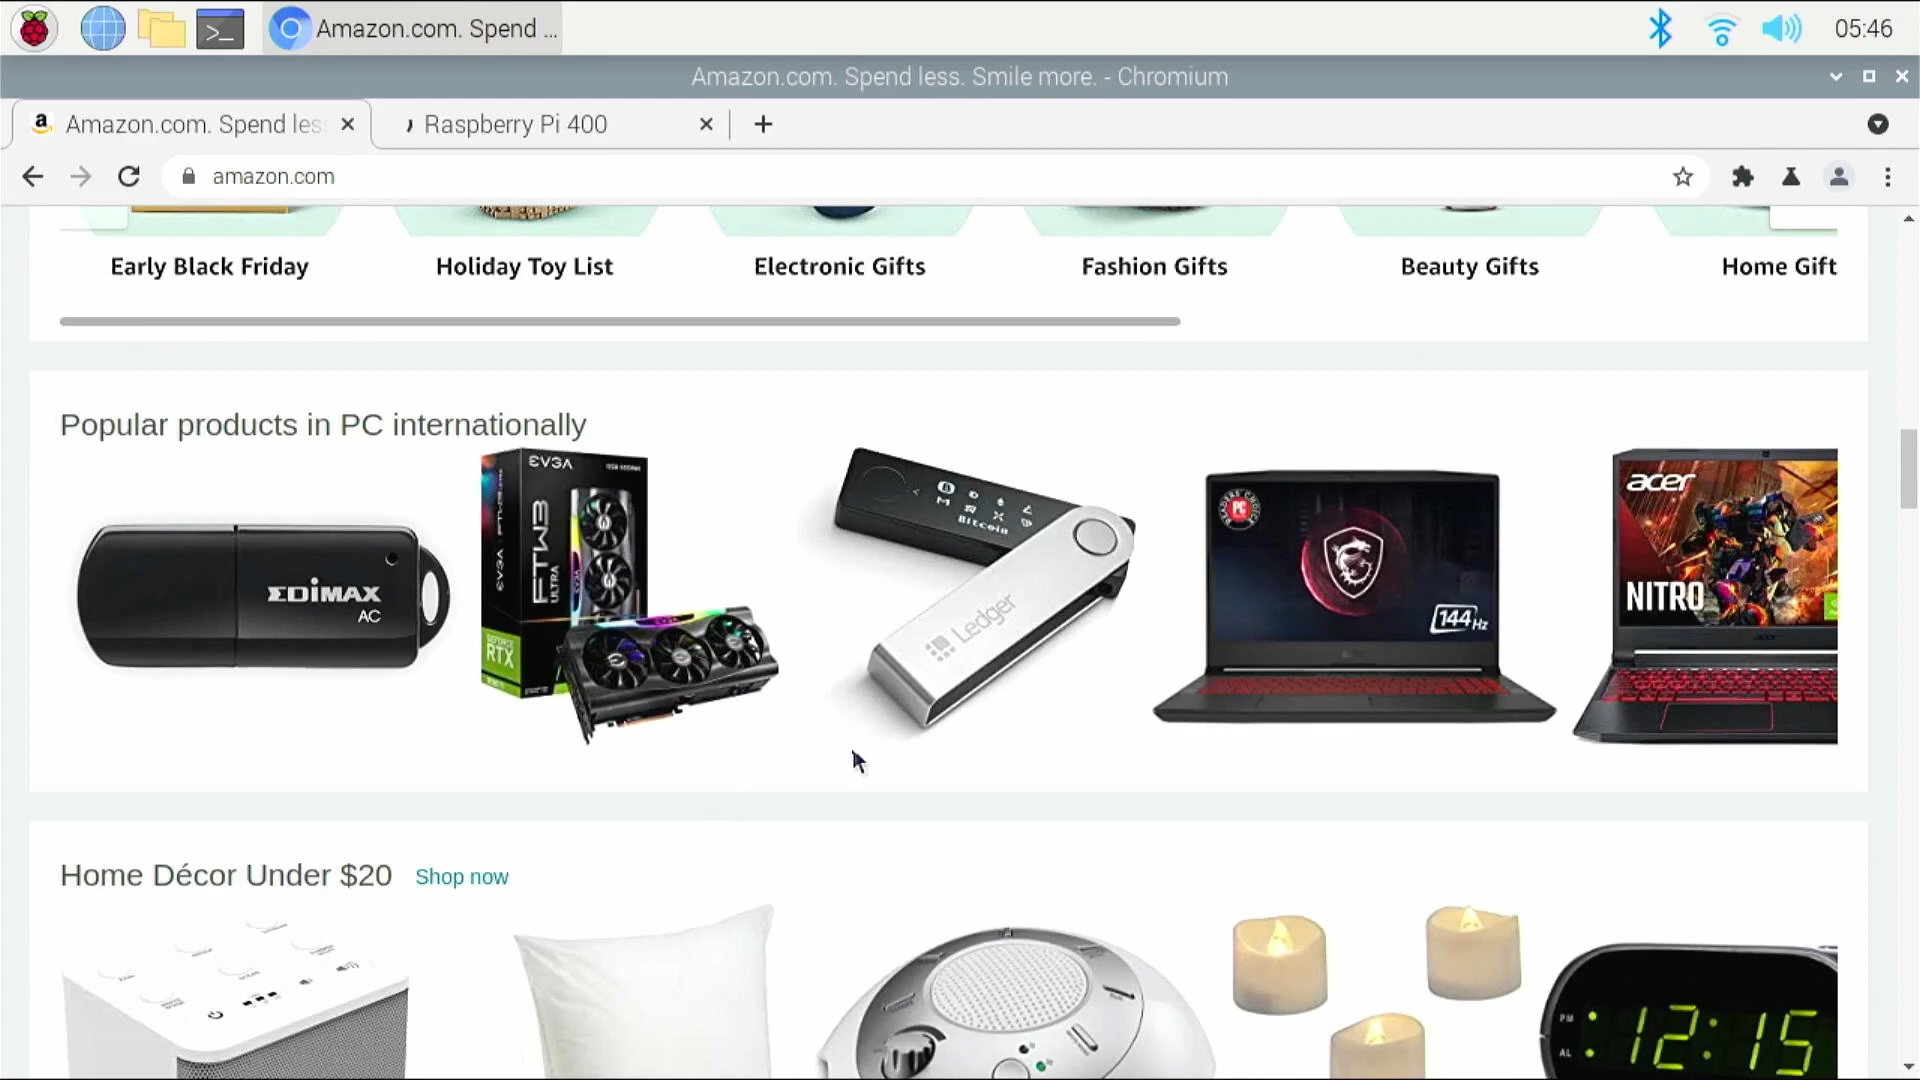 Amazon.com. Spend ...
05:46
Amazon.com. Spend less. Smile more. - Chromium
Amazon.com. Spend less
Raspberry Pi 400
amazon.com
Early Black Friday
Holiday Toy List
Electronic Gifts
Fashion Gifts
Beauty Gifts
Home Gift
Popular products in PC internationally
EDIMAX
AC
EVGA
FTW3
ULTRA
GEFORCE
RTX
Bitcoin
Ledger
PC
144Hz
acer
NITRO
Home Décor Under $20
Shop now
PM
AL
12:15